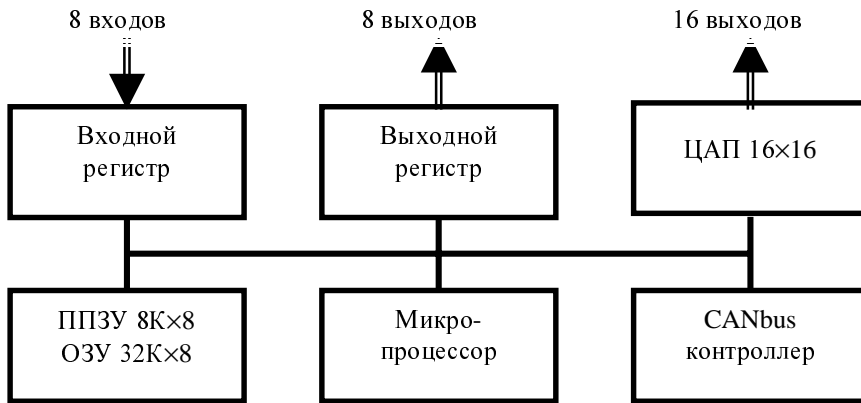 8 входов
8 выходов
16 выходов
Входной
регистр
Выходной
регистр
ЦАП 16×16
ППЗУ 8К×8
ОЗУ 32К×8
Микро-
процессор
CANbus
контроллер